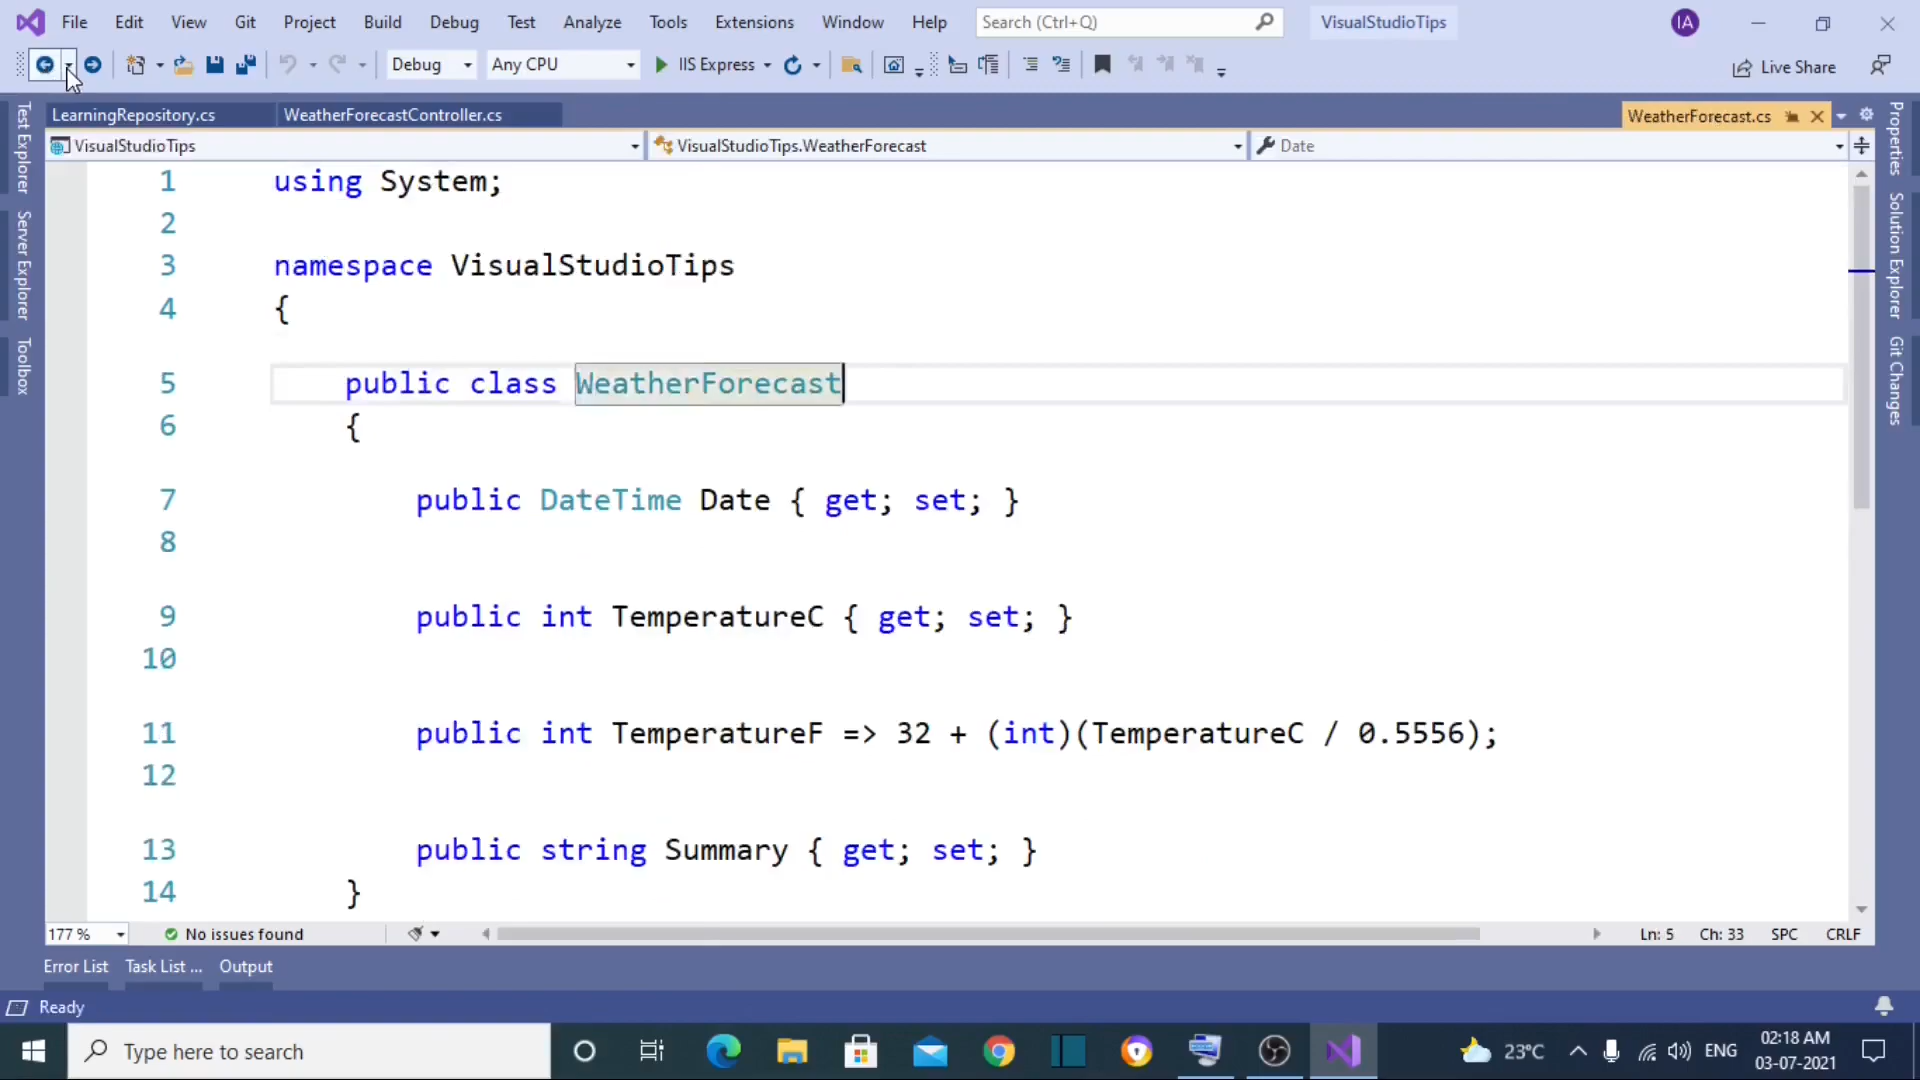 File Edit View Git Project Build Debug Test Analyze Tools Extensions Window Help Search (Ctrl+Q) VisualStudioTips IA
Debug Any CPU IIS Express Live Share
LearningRepository.cs WeatherForecastController.cs WeatherForecast.cs
VisualStudioTips VisualStudioTips.WeatherForecast Date
Test Explorer
Server Explorer
Toolbox
Properties
Solution Explorer
Git Changes
1 using System;
2
3 namespace VisualStudioTips
4 {
5 public class WeatherForecast
6 {
7 public DateTime Date { get; set; }
8
9 public int TemperatureC { get; set; }
10
11 public int TemperatureF => 32 + (int)(TemperatureC / 0.5556);
12
13 public string Summary { get; set; }
14 }
177 % No issues found Ln: 5 Ch: 33 SPC CRLF
Error List Task List ... Output
Ready
Type here to search 23°C ENG 02:18 AM
03-07-2021